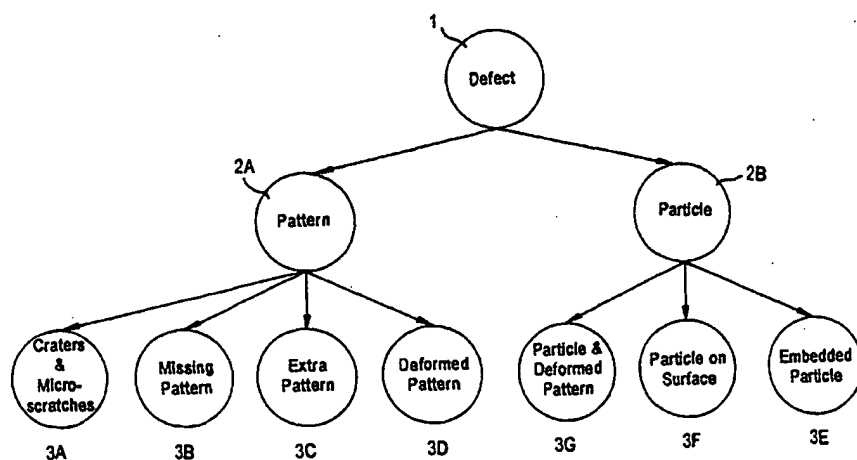 1
Defect
2A
2B
Pattern
Particle
Craters
&
Micro-
scratches
Missing
Pattern
Extra
Pattern
Deformed
Pattern
Particle &
Deformed
Pattern
Particle on
Surface
Embedded
Particle
3A
3B
3C
3D
3G
3F
3E